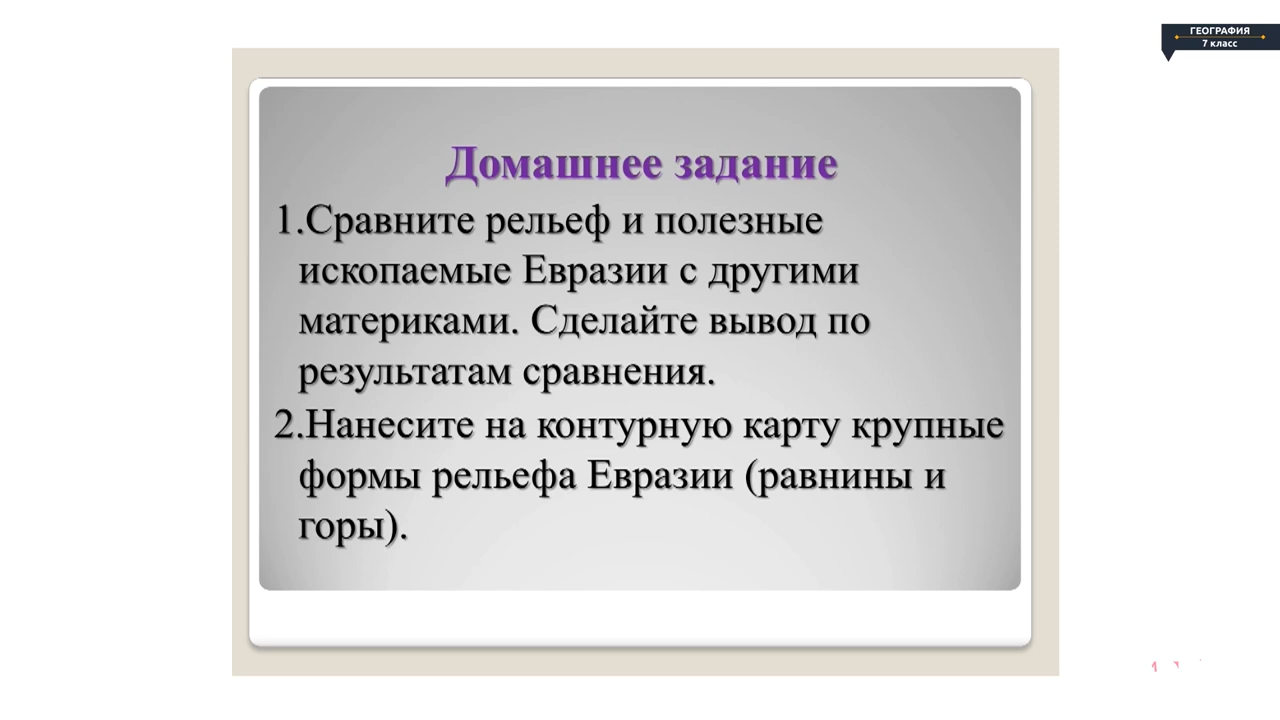 ГЕОГРАФИЯ
7 класс
Домашнее задание
1.Сравните рельеф и полезные
ископаемые Евразии с другими
материками. Сделайте вывод по
результатам сравнения.
2.Нанесите на контурную карту крупные
формы рельефа Евразии (равнины и
горы).